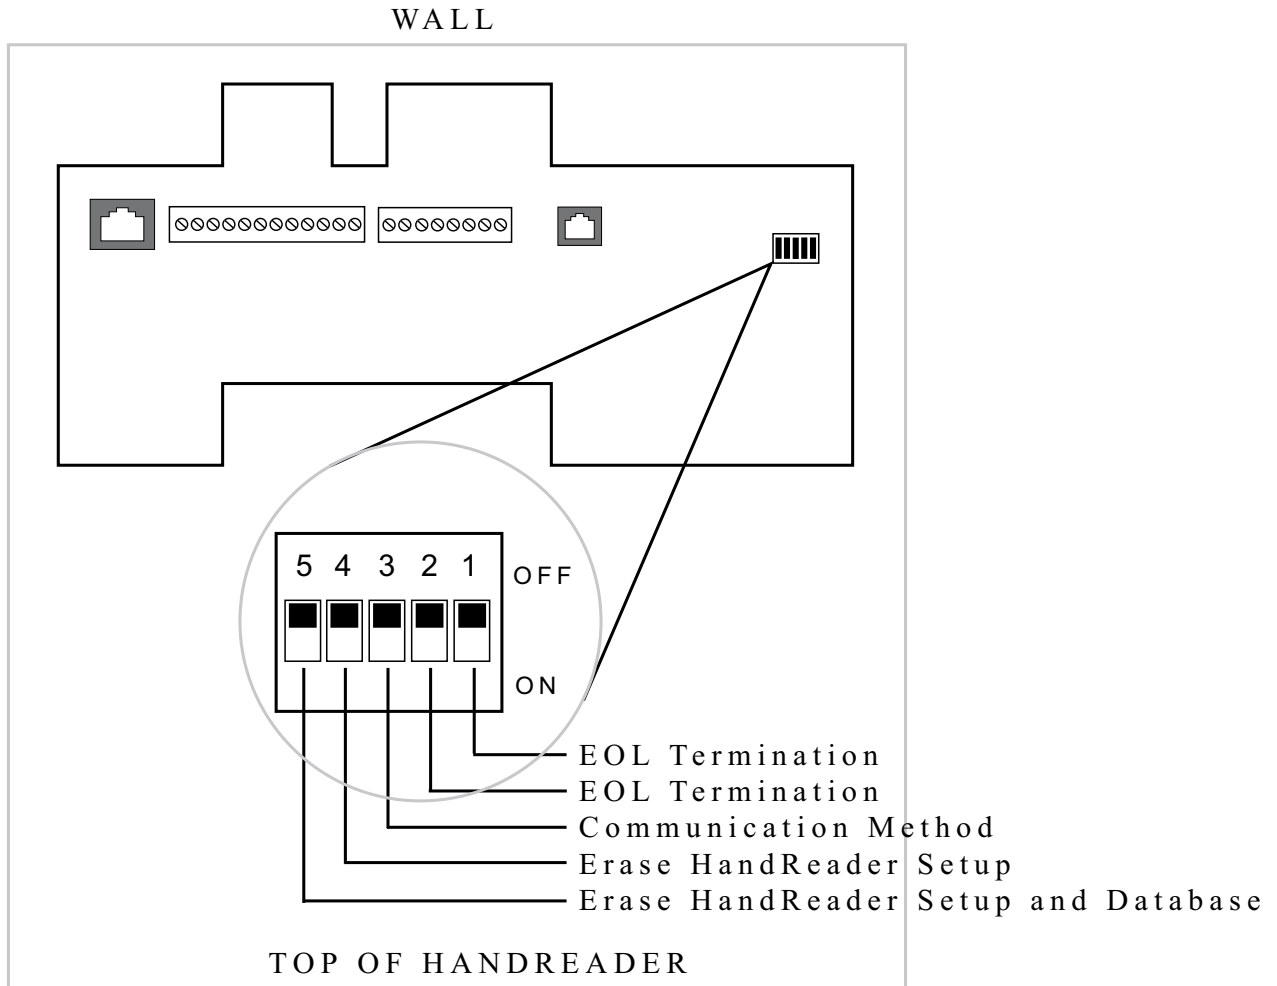 WALL
5 4 3 2 1
OFF
ON
EOL Termination
EOL Termination
Communication Method
Erase HandReader Setup
Erase HandReader Setup and Database
TOP OF HANDREADER